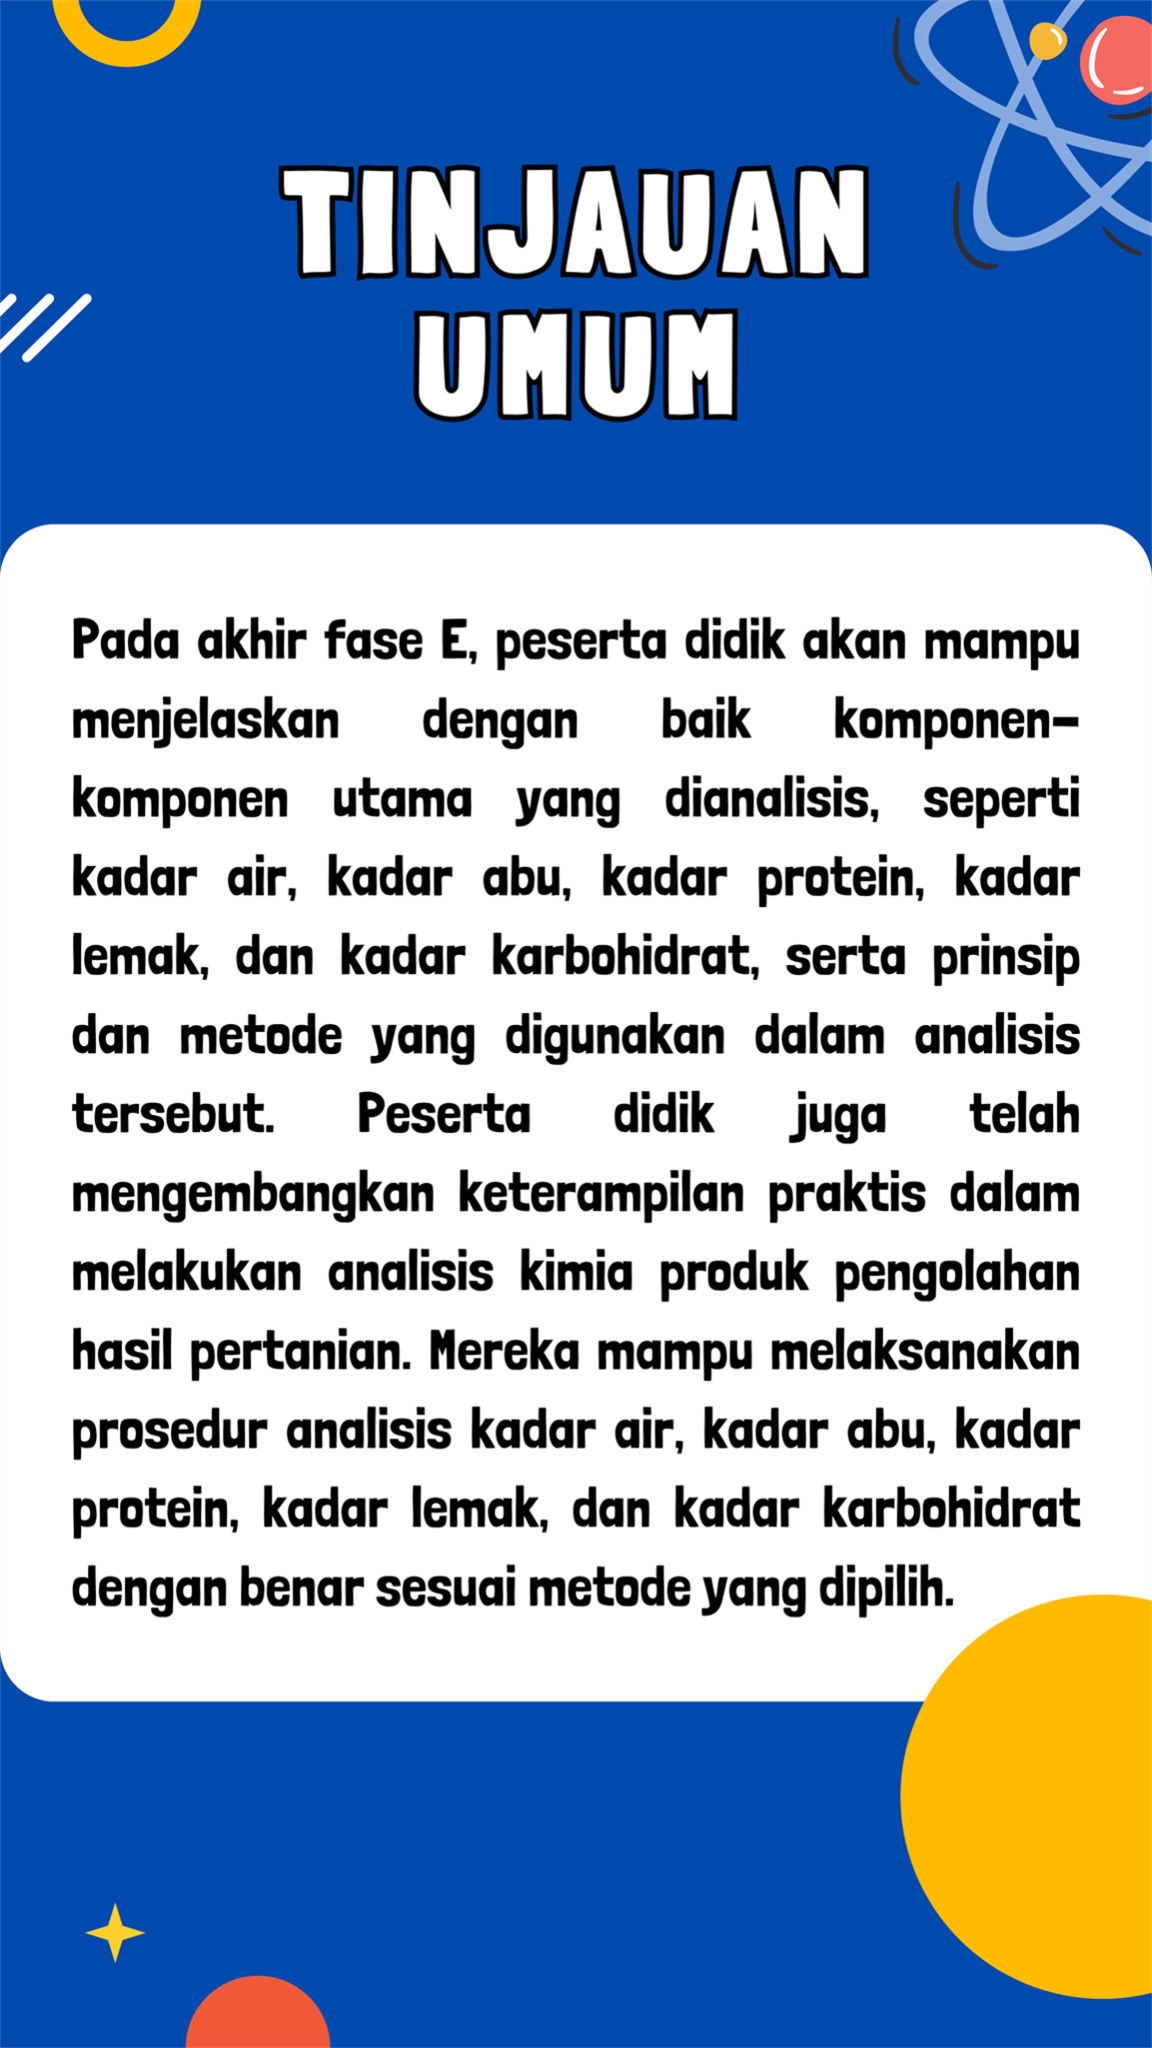 TINJAUAN
UMUM
Pada akhir fase E, peserta didik akan mampu
menjelaskan dengan baik komponen-
komponen utama yang dianalisis, seperti
kadar air, kadar abu, kadar protein, kadar
lemak, dan kadar karbohidrat, serta prinsip
dan metode yang digunakan dalam analisis
tersebut. Peserta didik juga telah
mengembangkan keterampilan praktis dalam
melakukan analisis kimia produk pengolahan
hasil pertanian. Mereka mampu melaksanakan
prosedur analisis kadar air, kadar abu, kadar
protein, kadar lemak, dan kadar karbohidrat
dengan benar sesuai metode yang dipilih.